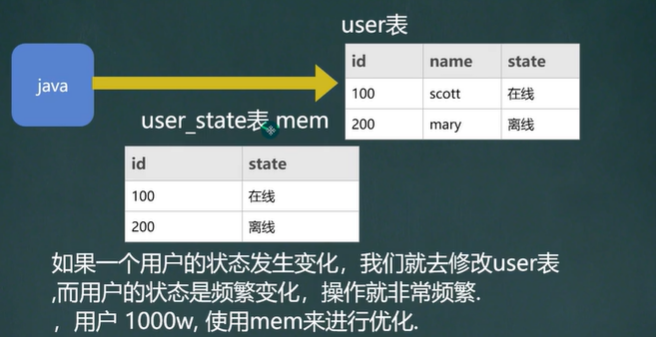 user表
java
id name state
100 scott 在线
200 mary 离线
user_state表 mem
id state
100 在线
200 离线
如果一个用户的状态发生变化，我们就去修改user表
,而用户的状态是频繁变化，操作就非常频繁.
，用户 1000w, 使用mem来进行优化.